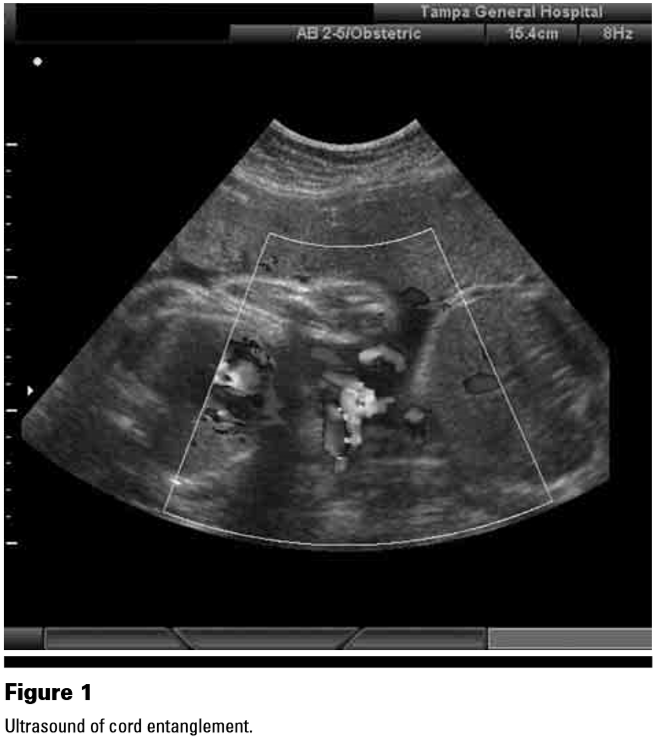 Tampa General Hospital
AB 2-5/Obstetric 15.4cm 8Hz
Figure 1
Ultrasound of cord entanglement.